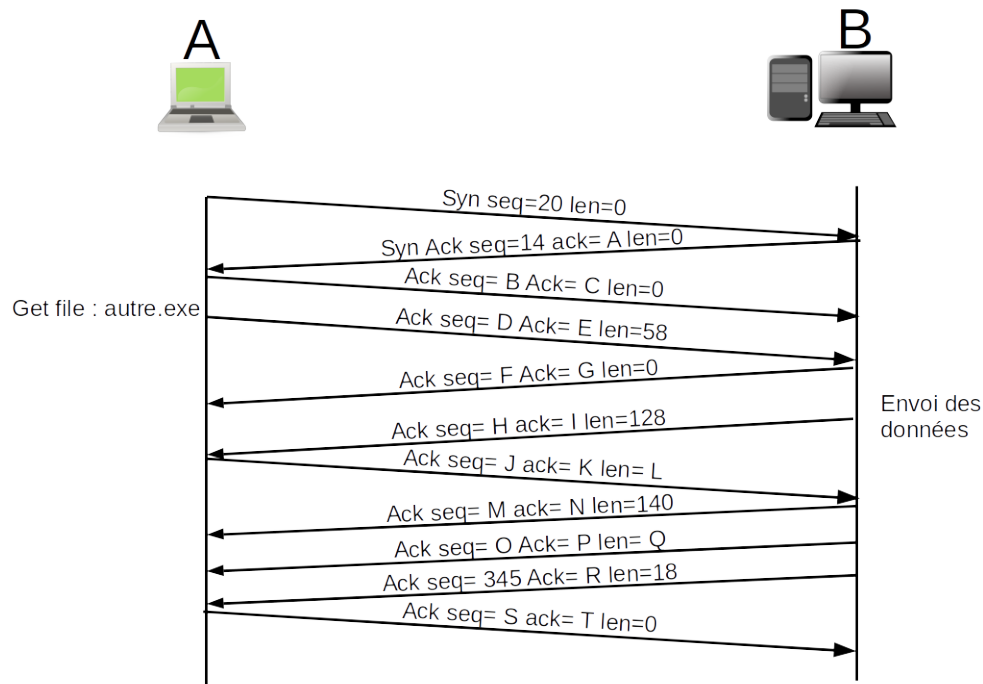 A
B
Syn seq=20 len=0
Syn Ack seq=14 ack= A len=0
Ack seq= B Ack= C len=0
Get file : autre.exe
Ack seq= D Ack= E len=58
Ack seq= F Ack= G len=0
Envoi des
données
Ack seq= H ack= I len=128
Ack seq= J ack= K len= L
Ack seq= M ack= N len=140
Ack seq= O Ack= P len= Q
Ack seq= 345 Ack= R len=18
Ack seq= S ack= T len=0